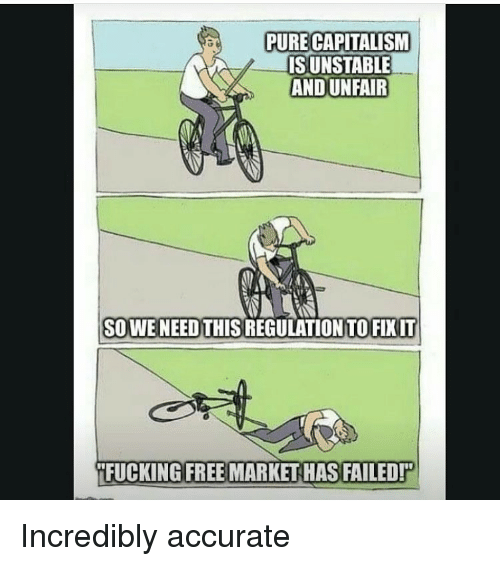 PURE CAPITALISM
IS UNSTABLE
AND UNFAIR
SO WE NEED THIS REGULATION TO FIX IT
"FUCKING FREE MARKET HAS FAILED!"
Incredibly accurate